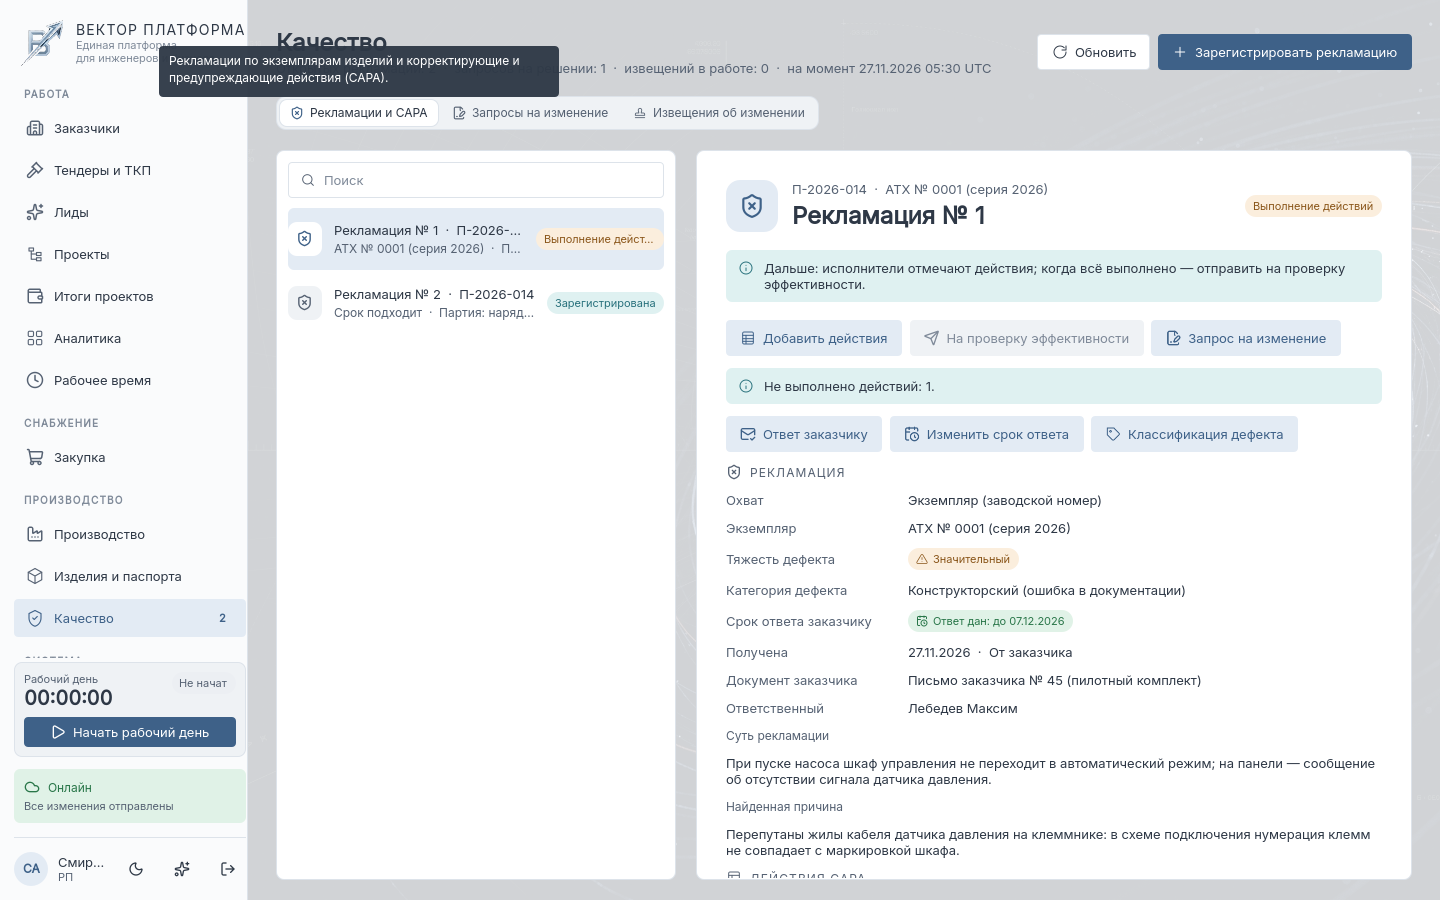 ВЕКТОР ПЛАТФОРМА
Единая платформа
для инженеров
РАБОТА
Заказчики
Тендеры и ТКП
Лиды
Проекты
Итоги проектов
Аналитика
Рабочее время
СНАБЖЕНИЕ
Закупка
ПРОИЗВОДСТВО
Производство
Изделия и паспорта
Качество 2
Рабочий день
00:00:00
Не начат
Начать рабочий день
Онлайн
Все изменения отправлены
СА
Смир...
РП
Качество
Рекламации по экземплярам изделий и корректирующие и
предупреждающие действия (CAPA).
1 · извещений в работе: 0 · на момент 27.11.2026 05:30 UTC
Обновить
Зарегистрировать рекламацию
Рекламации и CAPA
Запросы на изменение
Извещения об изменении
Поиск
Рекламация № 1 · П-2026-...
АТХ № 0001 (серия 2026) · П...
Выполнение дейст...
Рекламация № 2 · П-2026-014
Срок подходит · Партия: наряд...
Зарегистрирована
П-2026-014 · АТХ № 0001 (серия 2026)
Рекламация № 1
Выполнение действий
Дальше: исполнители отмечают действия; когда всё выполнено — отправить на проверку
эффективности.
Добавить действия
На проверку эффективности
Запрос на изменение
Не выполнено действий: 1.
Ответ заказчику
Изменить срок ответа
Классификация дефекта
РЕКЛАМАЦИЯ
Охват Экземпляр (заводской номер)
Экземпляр АТХ № 0001 (серия 2026)
Тяжесть дефекта Значительный
Категория дефекта Конструкторский (ошибка в документации)
Срок ответа заказчику Ответ дан: до 07.12.2026
Получена 27.11.2026 · От заказчика
Документ заказчика Письмо заказчика № 45 (пилотный комплект)
Ответственный Лебедев Максим
Суть рекламации
При пуске насоса шкаф управления не переходит в автоматический режим; на панели — сообщение
об отсутствии сигнала датчика давления.
Найденная причина
Перепутаны жилы кабеля датчика давления на клеммнике: в схеме подключения нумерация клемм
не совпадает с маркировкой шкафа.
ДЕЙСТВИЯ CAPA